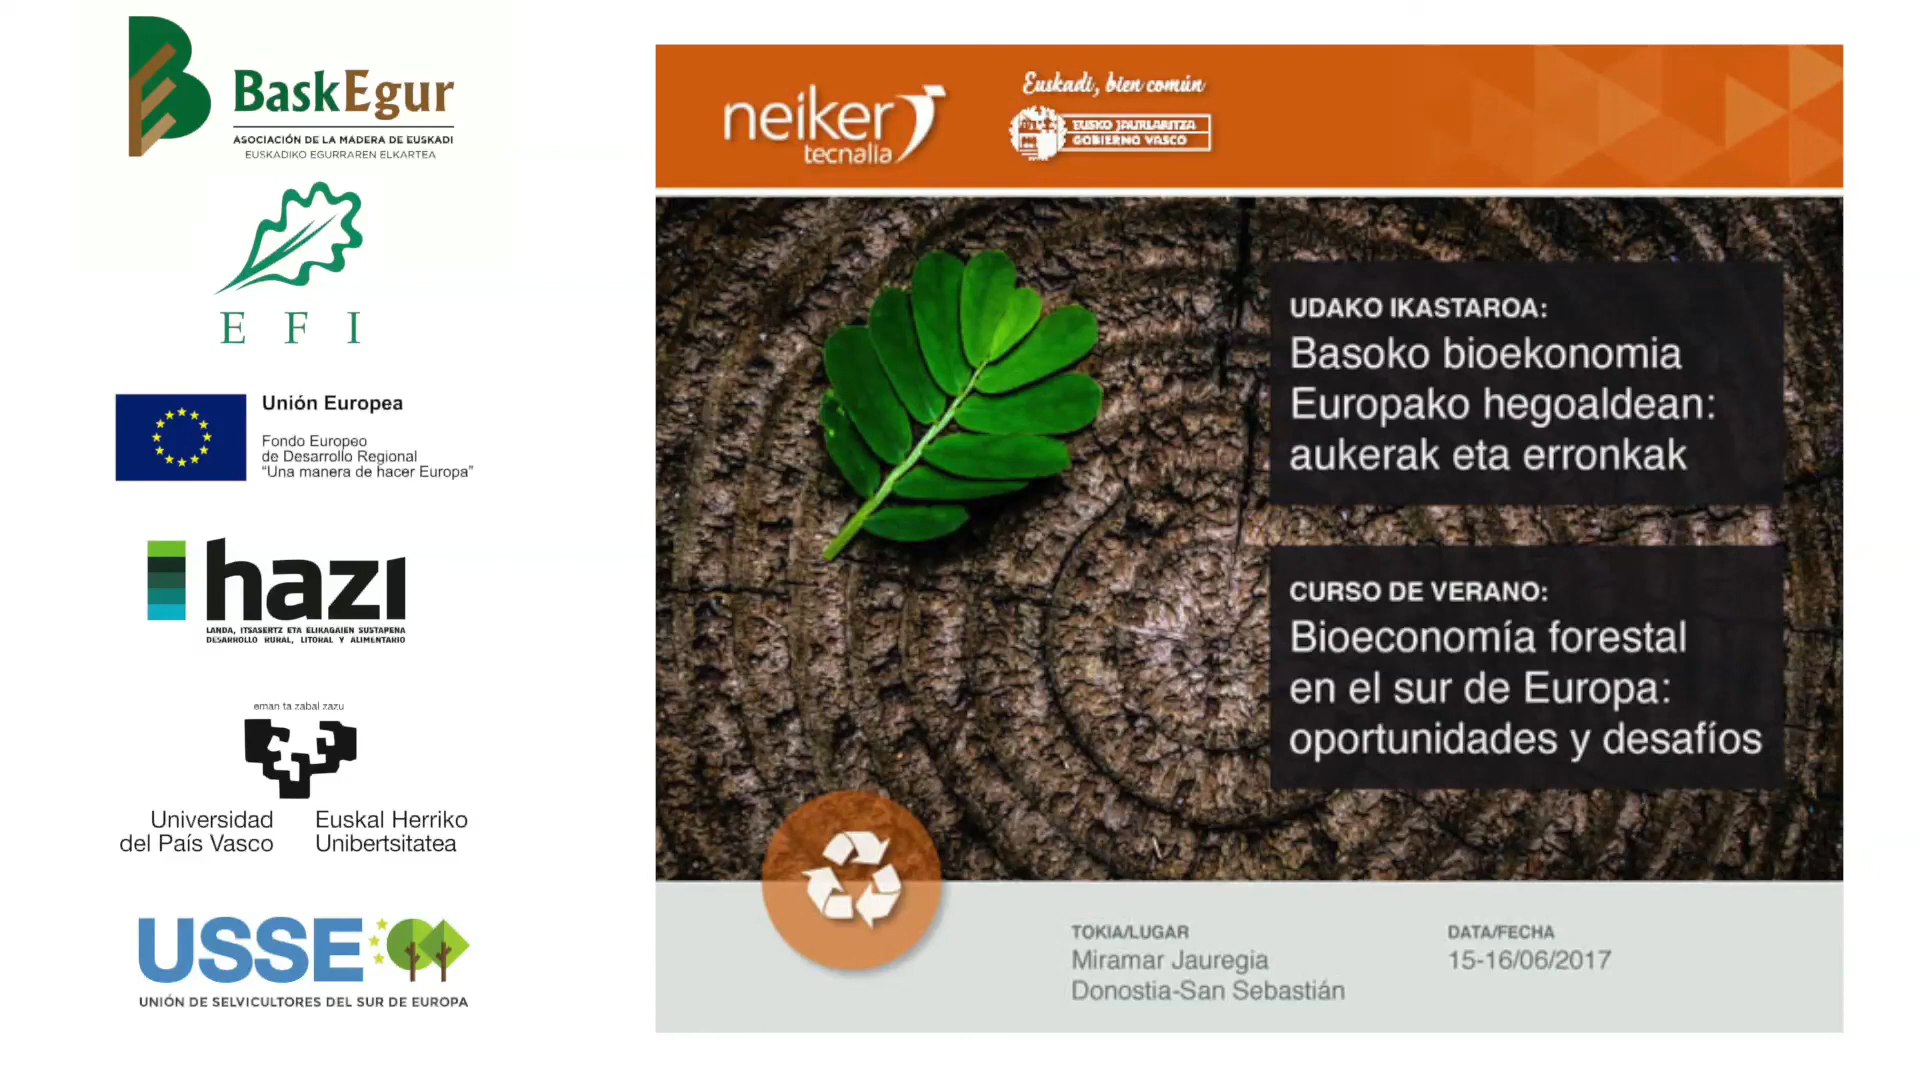 BaskEgur
ASOCIACIÓN DE LA MADERA DE EUSKADI
EUSKADIKO EGURRAREN ELKARTEA
EFI
Unión Europea
Fondo Europeo
de Desarrollo Regional
“Una manera de hacer Europa”
hazi
LANDA, ITSASERTZ ETA ELIKAGAIEN SUSTAPENA
DESARROLLO RURAL, LITORAL Y ALIMENTARIO
eman ta zabal zazu
Universidad
del País Vasco
Euskal Herriko
Unibertsitatea
USSE
UNIÓN DE SELVICULTORES DEL SUR DE EUROPA
neiker
tecnalia
Euskadi, bien común
EUSKO JAURLARITZA
GOBIERNO VASCO
UDAKO IKASTAROA:
Basoko bioekonomia
Europako hegoaldean:
aukerak eta erronkak
CURSO DE VERANO:
Bioeconomía forestal
en el sur de Europa:
oportunidades y desafíos
TOKIA/LUGAR
Miramar Jauregia
Donostia-San Sebastián
DATA/FECHA
15-16/06/2017